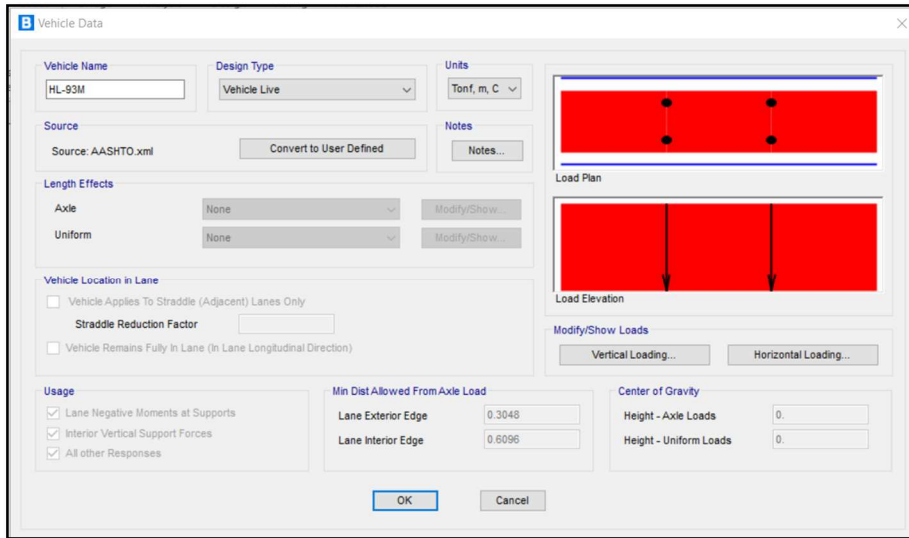 B Vehicle Data
Vehicle Name
HL-93M
Design Type
Vehicle Live
Units
Tonf, m, C
Source
Source: AASHTO.xml
Convert to User Defined
Notes
Notes...
Load Plan
Length Effects
Axle
None
Modify/Show...
Uniform
None
Modify/Show...
Load Elevation
Vehicle Location in Lane
Vehicle Applies To Straddle (Adjacent) Lanes Only
Straddle Reduction Factor
Vehicle Remains Fully In Lane (In Lane Longitudinal Direction)
Modify/Show Loads
Vertical Loading...
Horizontal Loading...
Usage
Lane Negative Moments at Supports
Interior Vertical Support Forces
All other Responses
Min Dist Allowed From Axle Load
Lane Exterior Edge
0.3048
Lane Interior Edge
0.6096
Center of Gravity
Height - Axle Loads
0.
Height - Uniform Loads
0.
OK
Cancel